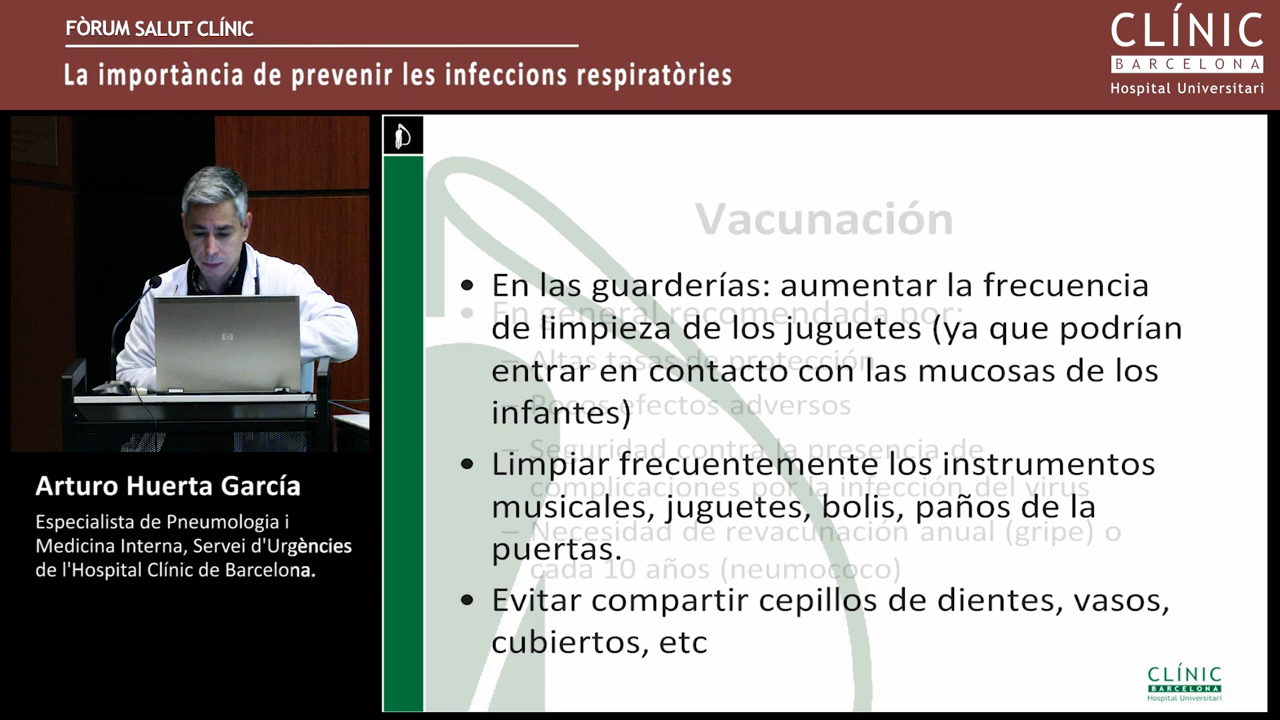 FÒRUM SALUT CLÍNIC
La importància de prevenir les infeccions respiratòries
CLÍNIC
BARCELONA
Hospital Universitari
Vacunación
• En las guarderías: aumentar la frecuencia
de limpieza de los juguetes (ya que podrían
entrar en contacto con las mucosas de los
infantes)
• Limpiar frecuentemente los instrumentos
musicales, juguetes, bolis, paños de la
puertas.
• Evitar compartir cepillos de dientes, vasos,
cubiertos, etc
• En general recomendada por:
– Altas tasas de protección
– Pocos efectos adversos
– Seguridad contra la presencia de
complicaciones por la infección del virus
– Necesidad de revacunación anual (gripe) o
cada 10 años (neumococo)
CLÍNIC
BARCELONA
Hospital Universitari
hp
Arturo Huerta García
Especialista de Pneumologia i
Medicina Interna, Servei d'Urgències
de l'Hospital Clínic de Barcelona.